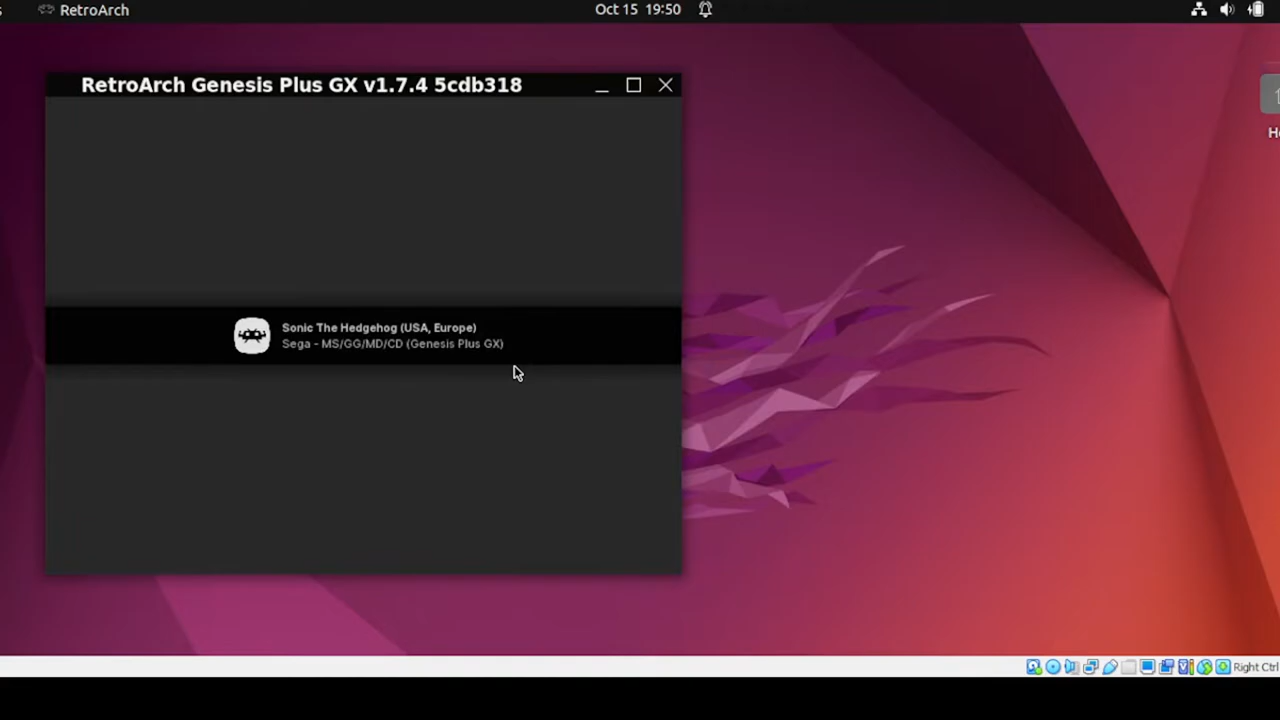 RetroArch
Oct 15 19:50
RetroArch Genesis Plus GX v1.7.4 5cdb318
Sonic The Hedgehog (USA, Europe)
Sega - MS/GG/MD/CD (Genesis Plus GX)
Right Ctrl